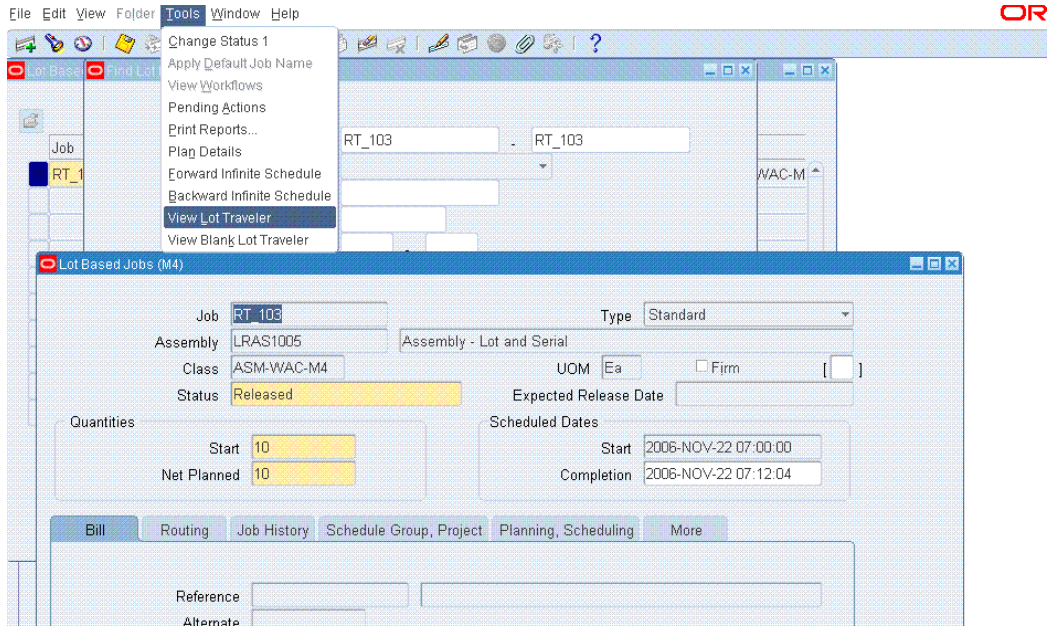 File Edit View Folder Tools Window Help
OR
Change Status 1
Apply Default Job Name
View Workflows
Pending Actions
Print Reports...
Plan Details
Forward Infinite Schedule
Backward Infinite Schedule
View Lot Traveler
View Blank Lot Traveler
Lot Base
Find Lot
RT_103 - RT_103
Job
RT_1
WAC-M
Lot Based Jobs (M4)
Job RT_103 Type Standard
Assembly LRAS1005 Assembly - Lot and Serial
Class ASM-WAC-M4 UOM Ea Firm [ ]
Status Released Expected Release Date
Quantities Scheduled Dates
Start 10 Start 2006-NOV-22 07:00:00
Net Planned 10 Completion 2006-NOV-22 07:12:04
Bill Routing Job History Schedule Group, Project Planning, Scheduling More
Reference
Alternate